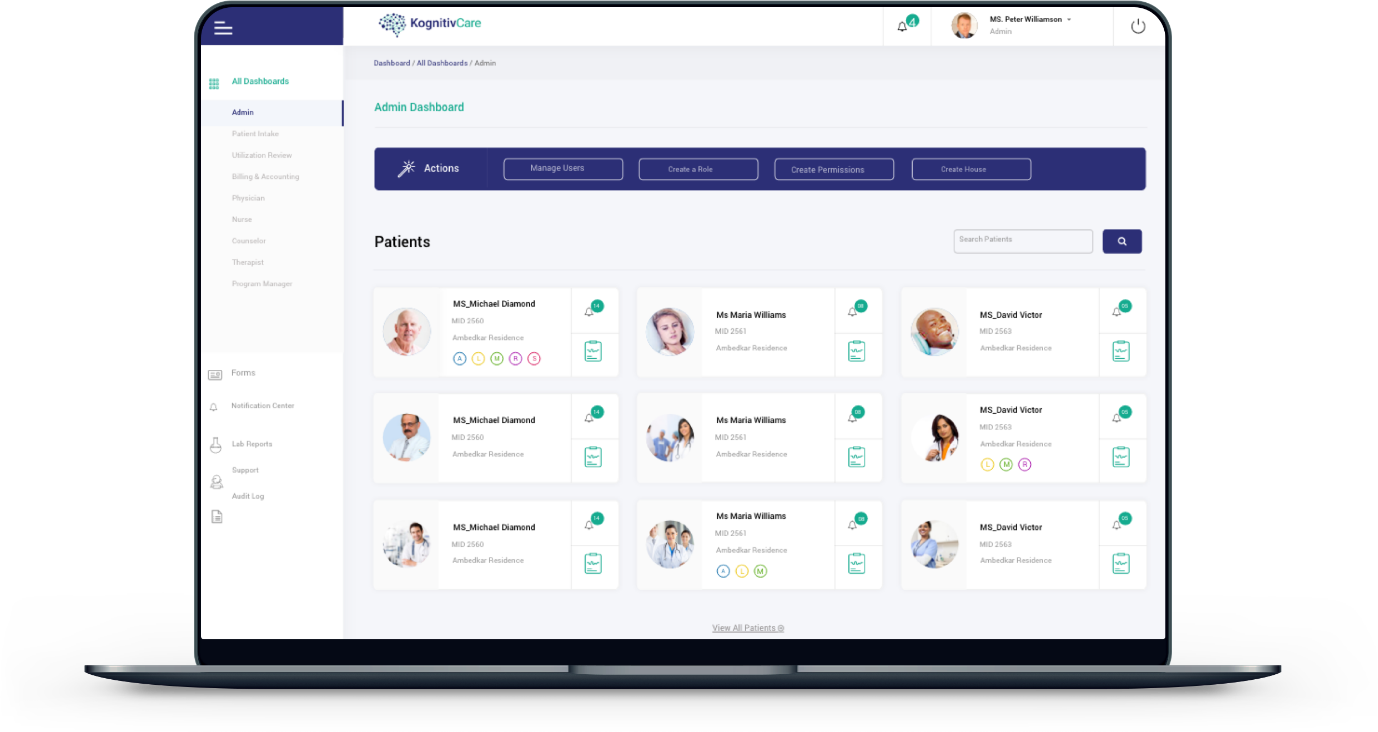 KognitivCare
4
MS. Peter Williamson
Admin
Dashboard / All Dashboards / Admin
All Dashboards
Admin
Patient Intake
Utilization Review
Billing & Accounting
Physician
Nurse
Counselor
Therapist
Program Manager
Forms
Notification Center
Lab Reports
Support
Audit Log
Admin Dashboard
Actions
Manage Users
Create a Role
Create Permissions
Create House
Patients
Search Patients
MS_Michael Diamond
MID 2560
Ambedkar Residence
A L M R S
14
Ms Maria Williams
MID 2561
Ambedkar Residence
08
MS_David Victor
MID 2563
Ambedkar Residence
05
MS_Michael Diamond
MID 2560
Ambedkar Residence
14
Ms Maria Williams
MID 2561
Ambedkar Residence
08
MS_David Victor
MID 2563
Ambedkar Residence
L M R
05
MS_Michael Diamond
MID 2560
Ambedkar Residence
14
Ms Maria Williams
MID 2561
Ambedkar Residence
A L M
08
MS_David Victor
MID 2563
Ambedkar Residence
05
View All Patients